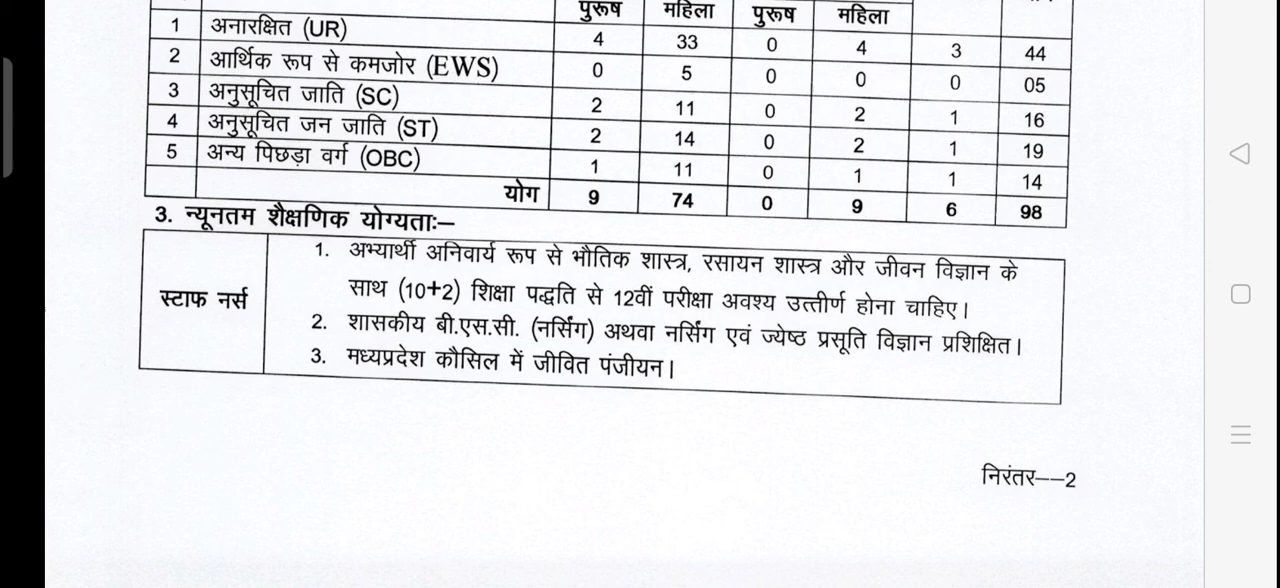 पुरूष महिला पुरूष महिला
1 अनारक्षित (UR) 4 33 0 4 3 44
2 आर्थिक रूप से कमजोर (EWS) 0 5 0 0 0 05
3 अनुसूचित जाति (SC) 2 11 0 2 1 16
4 अनुसूचित जन जाति (ST) 2 14 0 2 1 19
5 अन्य पिछड़ा वर्ग (OBC) 1 11 0 1 1 14
योग 9 74 0 9 6 98
3. न्यूनतम शैक्षणिक योग्यताः–
स्टाफ नर्स
1. अभ्यार्थी अनिवार्य रूप से भौतिक शास्त्र, रसायन शास्त्र और जीवन विज्ञान के
साथ (10+2) शिक्षा पद्धति से 12वीं परीक्षा अवश्य उत्तीर्ण होना चाहिए।
2. शासकीय बी.एस.सी. (नर्सिंग) अथवा नर्सिंग एवं ज्येष्ठ प्रसूति विज्ञान प्रशिक्षित।
3. मध्यप्रदेश कौसिल में जीवित पंजीयन।
निरंतर––2